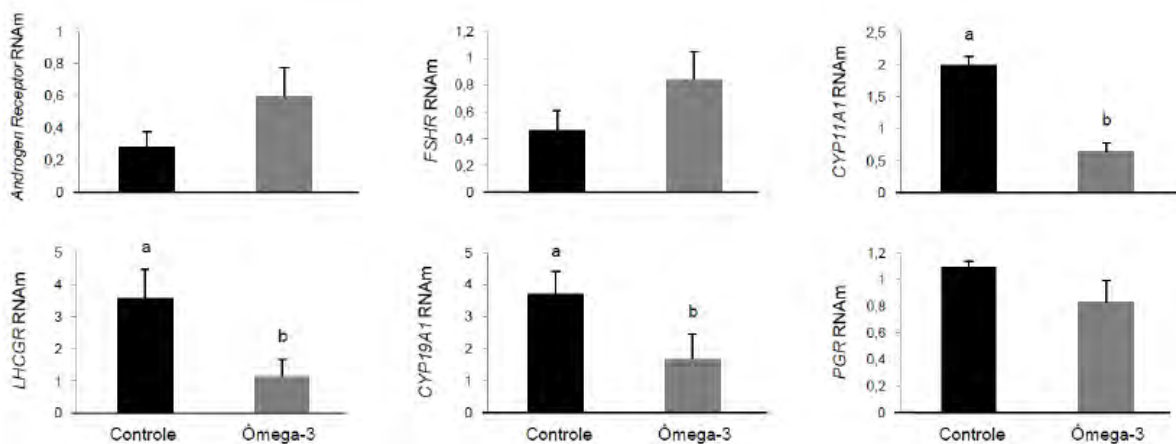 Androgen Receptor RNAm
1
0,8
0,6
0,4
0,2
0
FSHR RNAm
1,2
1
0,8
0,6
0,4
0,2
0
CYP11A1 RNAm
2,5
2
1,5
1
0,5
0
a
b
LHCGR RNAm
5
4
3
2
1
0
a
b
Controle
Ômega-3
CYP19A1 RNAm
5
4
3
2
1
0
a
b
Controle
Ômega-3
PGR RNAm
1,2
1
0,8
0,6
0,4
0,2
0
Controle
Ômega-3